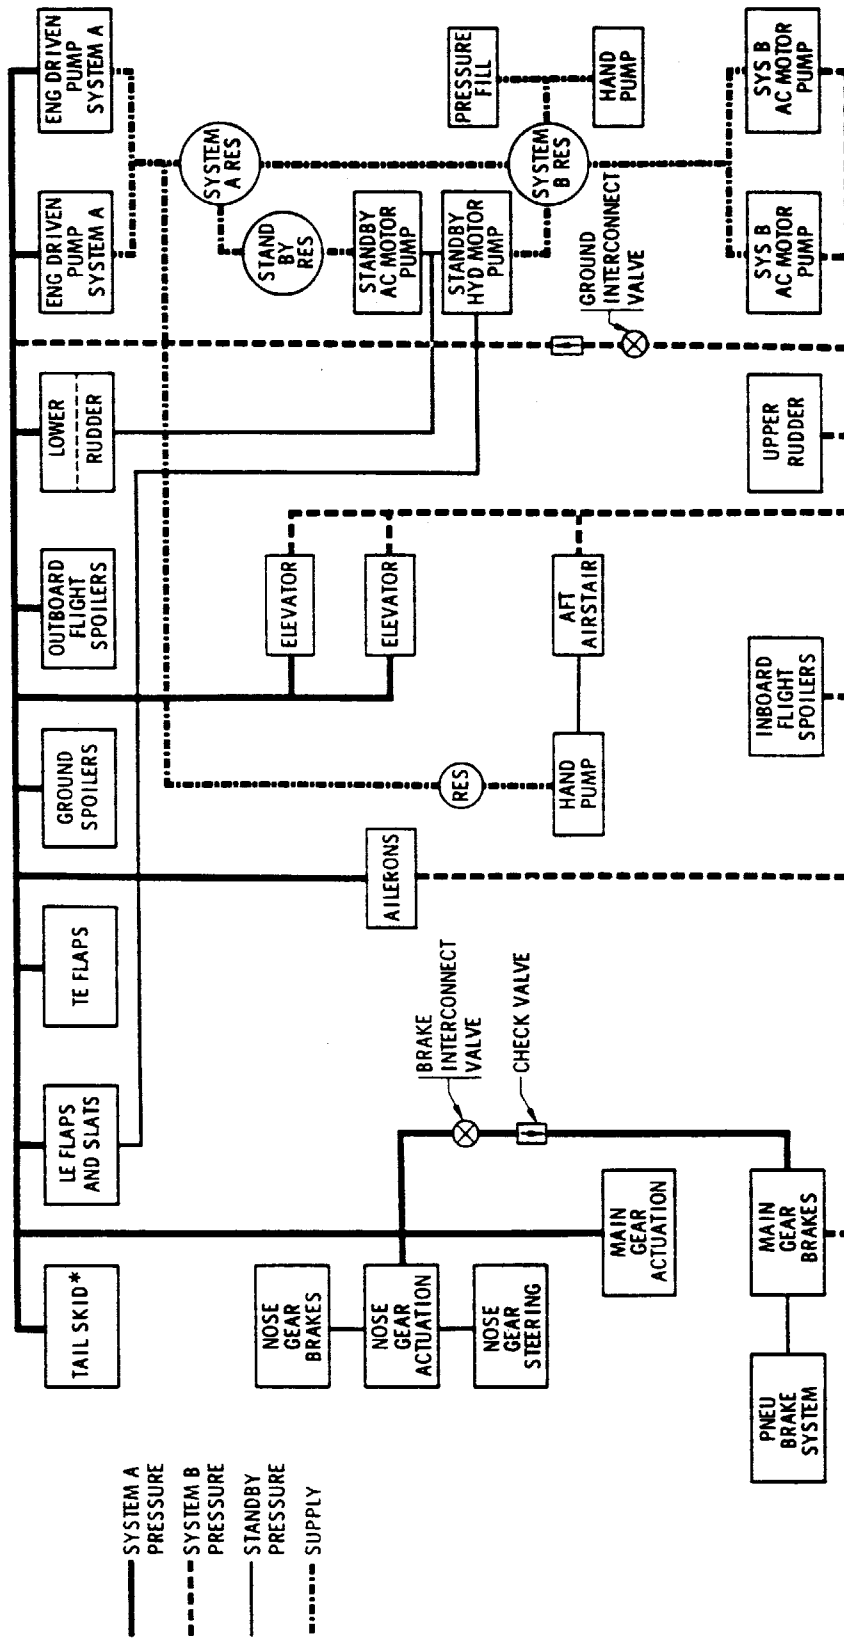 SYSTEM A
PRESSURE
SYSTEM B
PRESSURE
STANDBY
PRESSURE
SUPPLY
TAIL SKID*
LE FLAPS
AND SLATS
TE FLAPS
GROUND
SPOILERS
OUTBOARD
FLIGHT
SPOILERS
LOWER
RUDDER
ENG DRIVEN
PUMP
SYSTEM A
ENG DRIVEN
PUMP
SYSTEM A
SYSTEM
A RES
STAND
BY
RES
STANDBY
AC MOTOR
PUMP
STANDBY
HYD MOTOR
PUMP
PRESSURE
FILL
SYSTEM
B RES
HAND
PUMP
GROUND
INTERCONNECT
VALVE
SYS B
AC MOTOR
PUMP
SYS B
AC MOTOR
PUMP
NOSE
GEAR
BRAKES
NOSE
GEAR
ACTUATION
NOSE
GEAR
STEERING
BRAKE
INTERCONNECT
VALVE
CHECK VALVE
AILERONS
ELEVATOR
ELEVATOR
RES
HAND
PUMP
AFT
AIRSTAIR
MAIN
GEAR
ACTUATION
PNEU
BRAKE
SYSTEM
MAIN
GEAR
BRAKES
INBOARD
FLIGHT
SPOILERS
UPPER
RUDDER